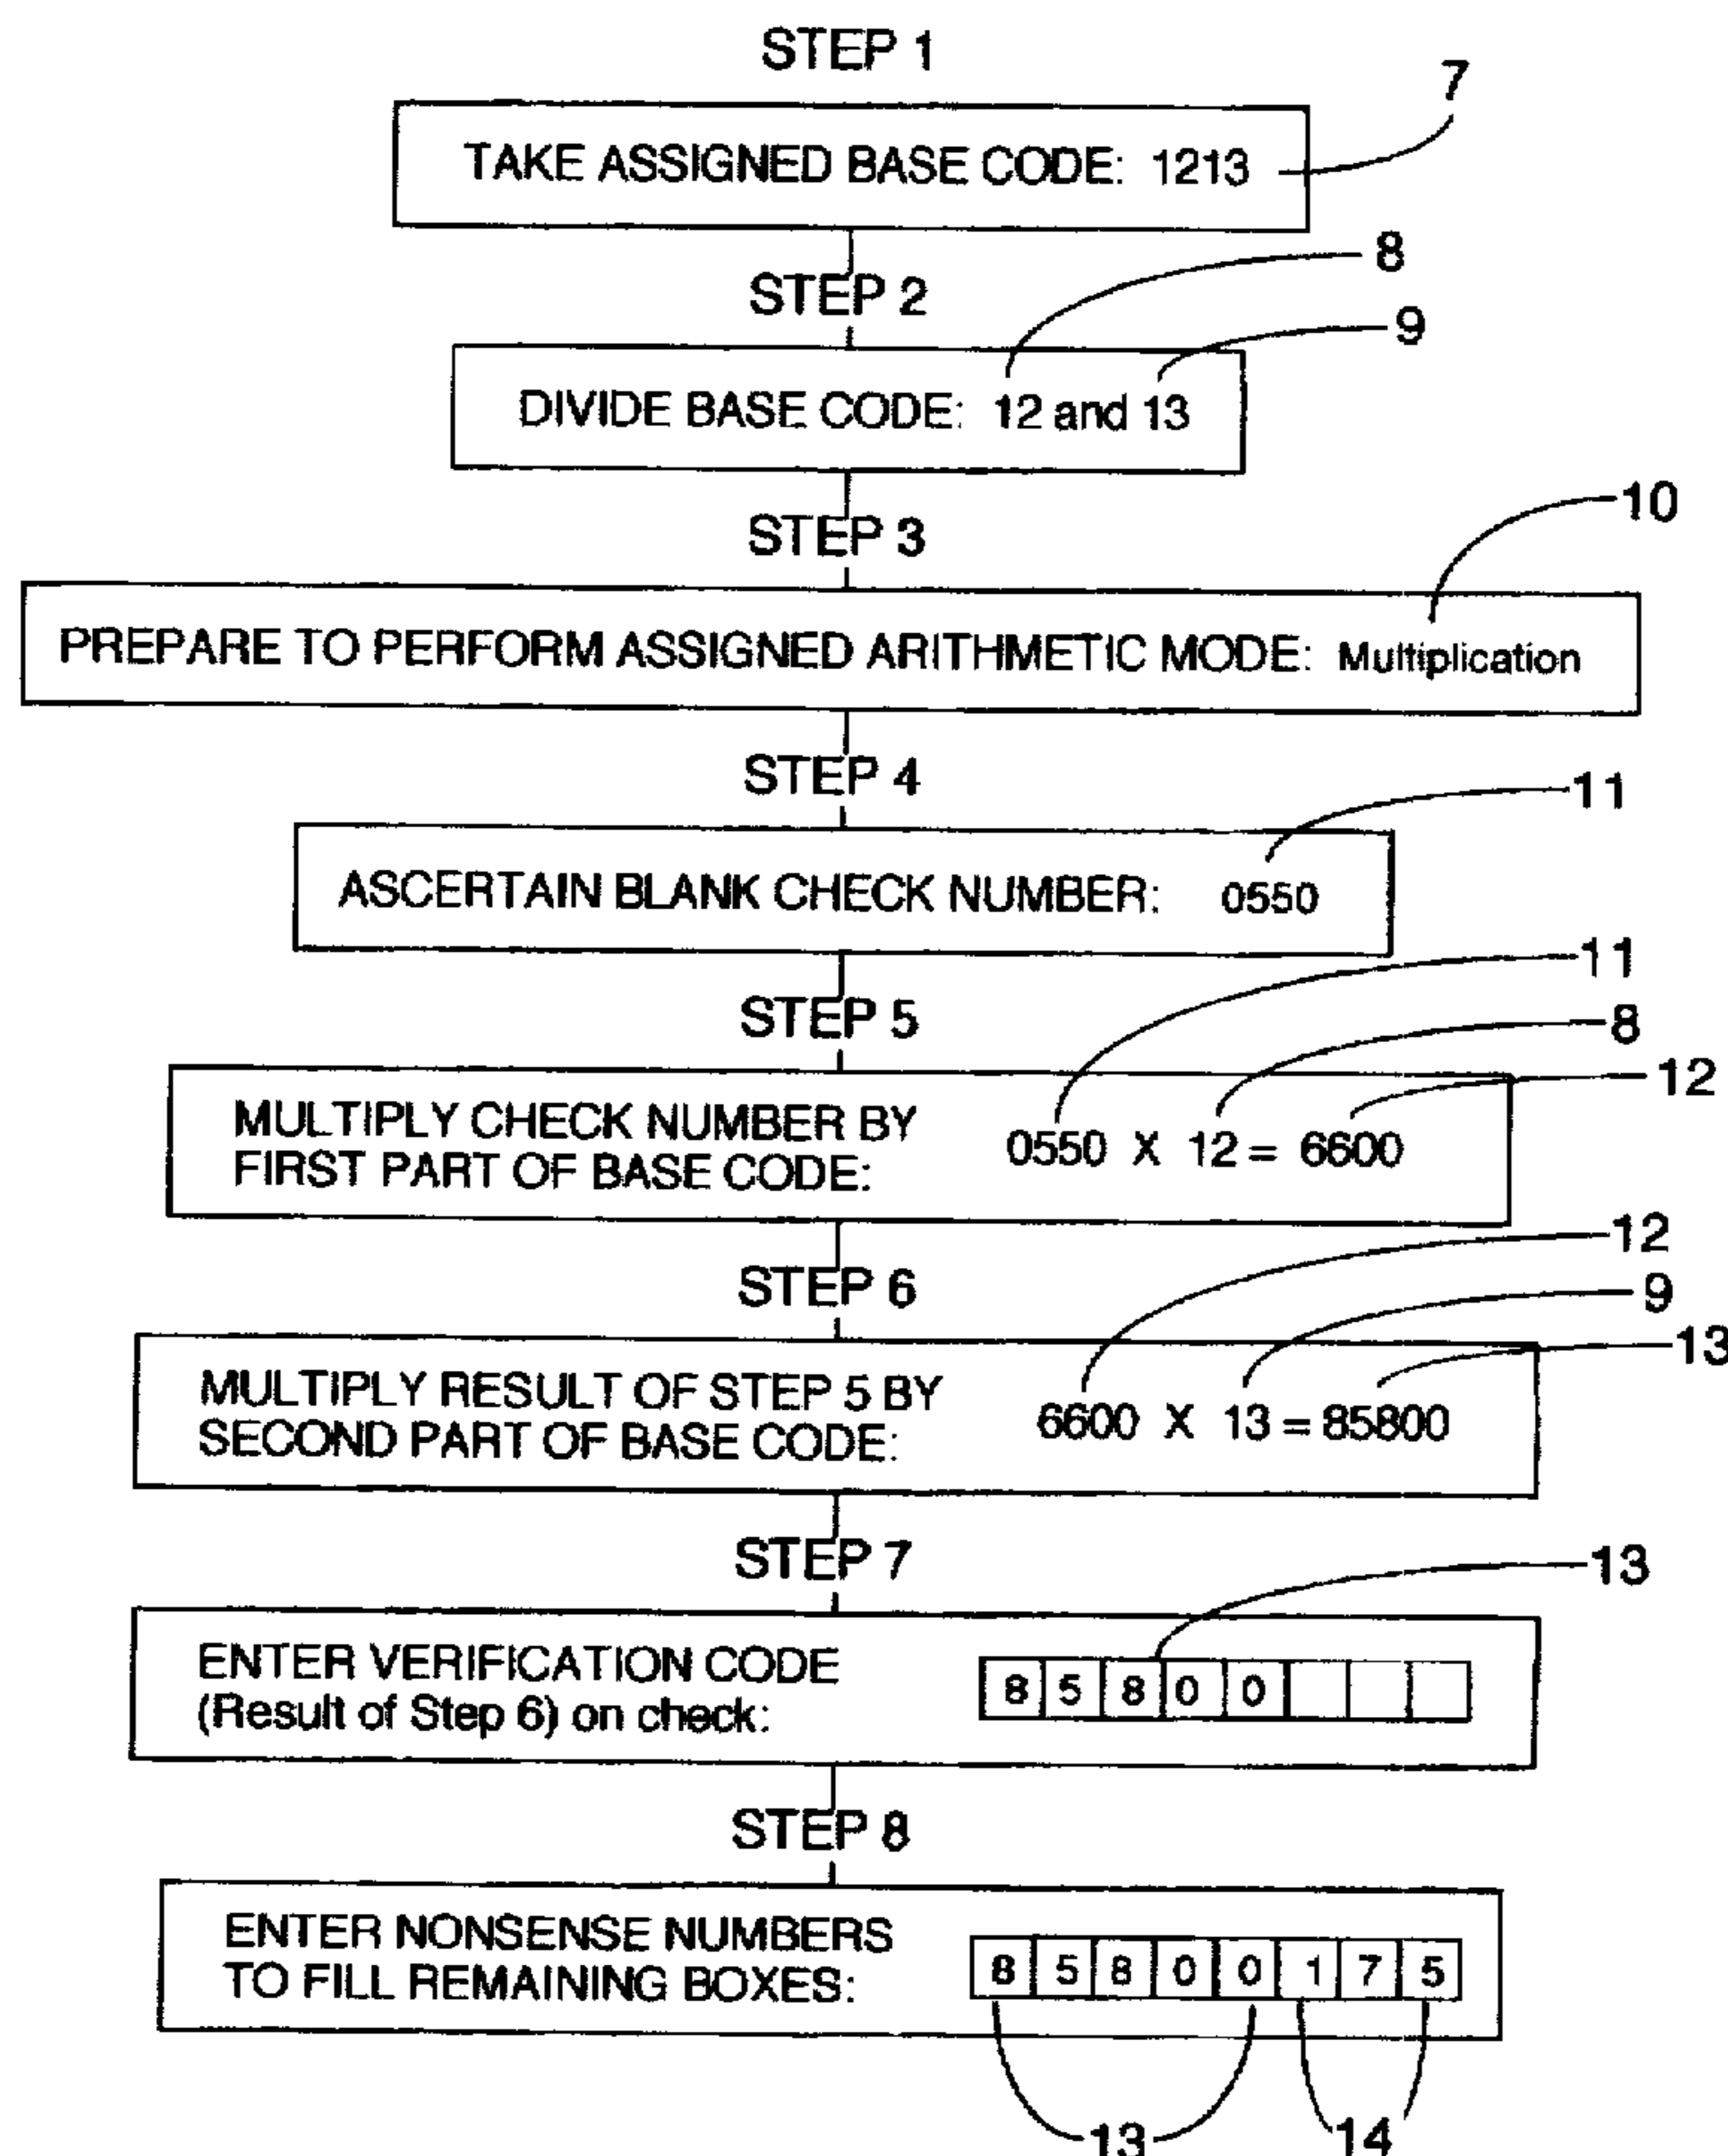 STEP 1
7
TAKE ASSIGNED BASE CODE: 1213
8
STEP 2
9
DIVIDE BASE CODE: 12 and 13
10
STEP 3
PREPARE TO PERFORM ASSIGNED ARITHMETIC MODE: Multiplication
STEP 4
11
ASCERTAIN BLANK CHECK NUMBER: 0550
11
STEP 5
8
12
MULTIPLY CHECK NUMBER BY
FIRST PART OF BASE CODE:
0550 X 12 = 6600
12
STEP 6
9
13
MULTIPLY RESULT OF STEP 5 BY
SECOND PART OF BASE CODE:
6600 X 13 = 85800
STEP 7
13
ENTER VERIFICATION CODE
(Result of Step 6) on check:
8 5 8 0 0
STEP 8
ENTER NONSENSE NUMBERS
TO FILL REMAINING BOXES:
8 5 8 0 0 1 7 5
13 14